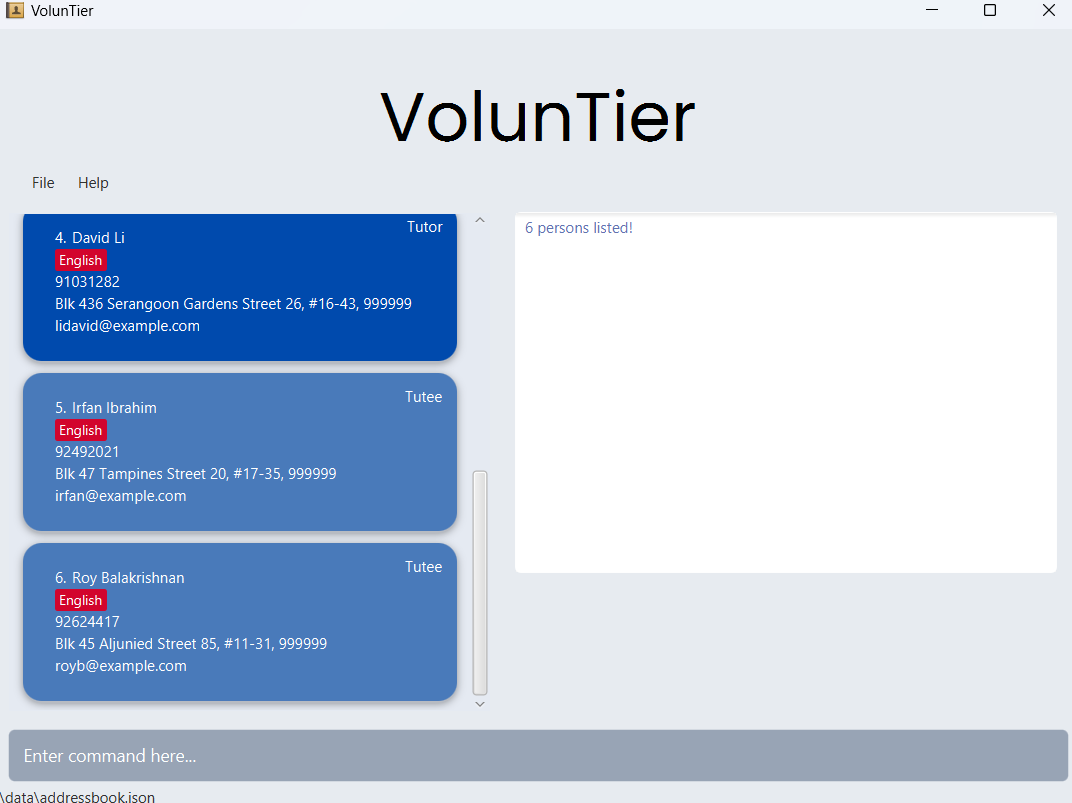 VolunTier
VolunTier
File Help
Tutor
4. David Li
English
91031282
Blk 436 Serangoon Gardens Street 26, #16-43, 999999
lidavid@example.com
Tutee
5. Irfan Ibrahim
English
92492021
Blk 47 Tampines Street 20, #17-35, 999999
irfan@example.com
Tutee
6. Roy Balakrishnan
English
92624417
Blk 45 Aljunied Street 85, #11-31, 999999
royb@example.com
6 persons listed!
Enter command here...
\data\addressbook.json